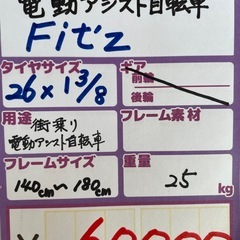 電動アシスト自転車
Fit'z
タイヤサイズ
26×1 3/8
ギア
前輪
後輪
用途
街乗り
電動アシスト自転車
フレーム素材
フレームサイズ
140cm〜180cm
重量
25 kg
¥